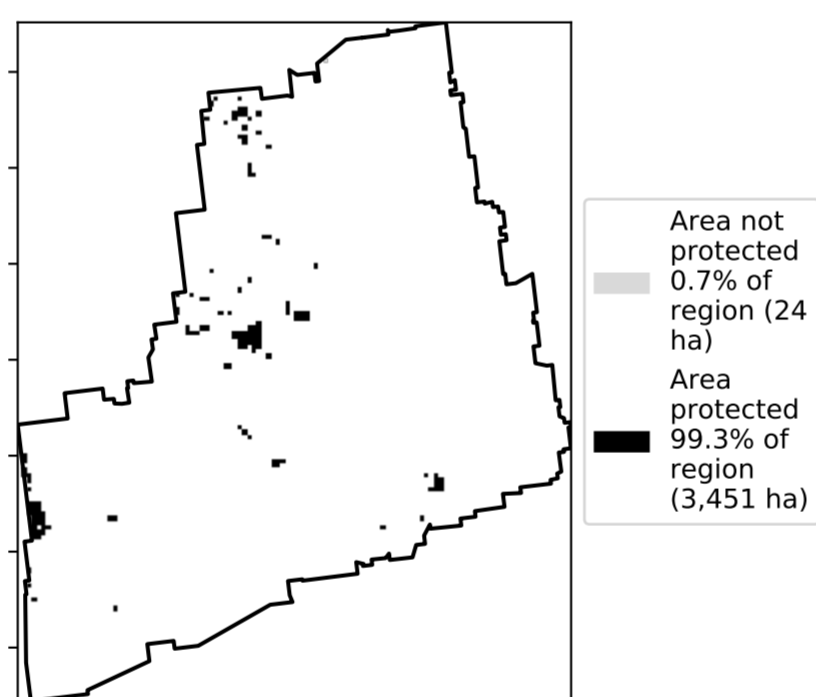 Area not
protected
0.7% of
region (24
ha)
Area
protected
99.3% of
region
(3,451 ha)